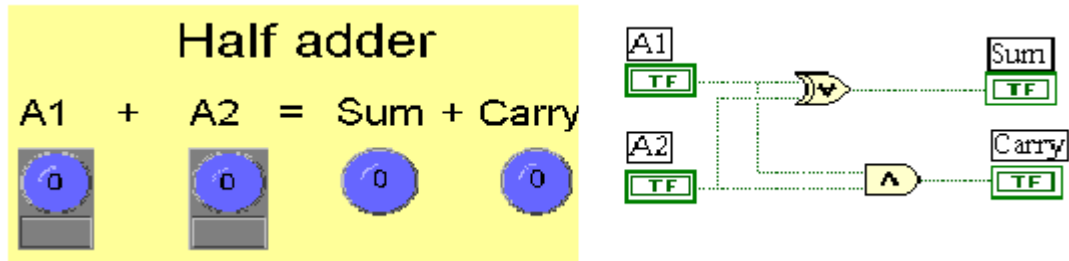 Half adder
A1 + A2 = Sum + Carry
0 0 0 0
A1
TF
A2
TF
Sum
TF
Carry
TF